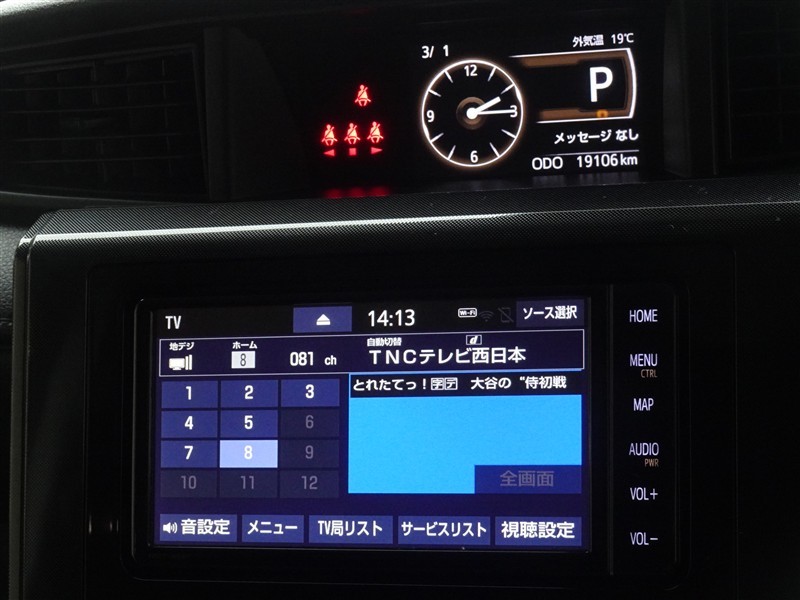 3/ 1
外気温 19℃
12
3
6
9
P
メッセージ なし
ODO 19106 km
TV
14:13
Wi-Fi
ソース選択
地デジ
ホーム
8
081 ch
自動切替
d
TNCテレビ西日本
とれたてっ!字デ 大谷の“侍初戦
1 2 3
4 5 6
7 8 9
10 11 12
全画面
音設定 メニュー TV局リスト サービスリスト 視聴設定
HOME
MENU
CTRL
MAP
AUDIO
PWR
VOL+
VOL−